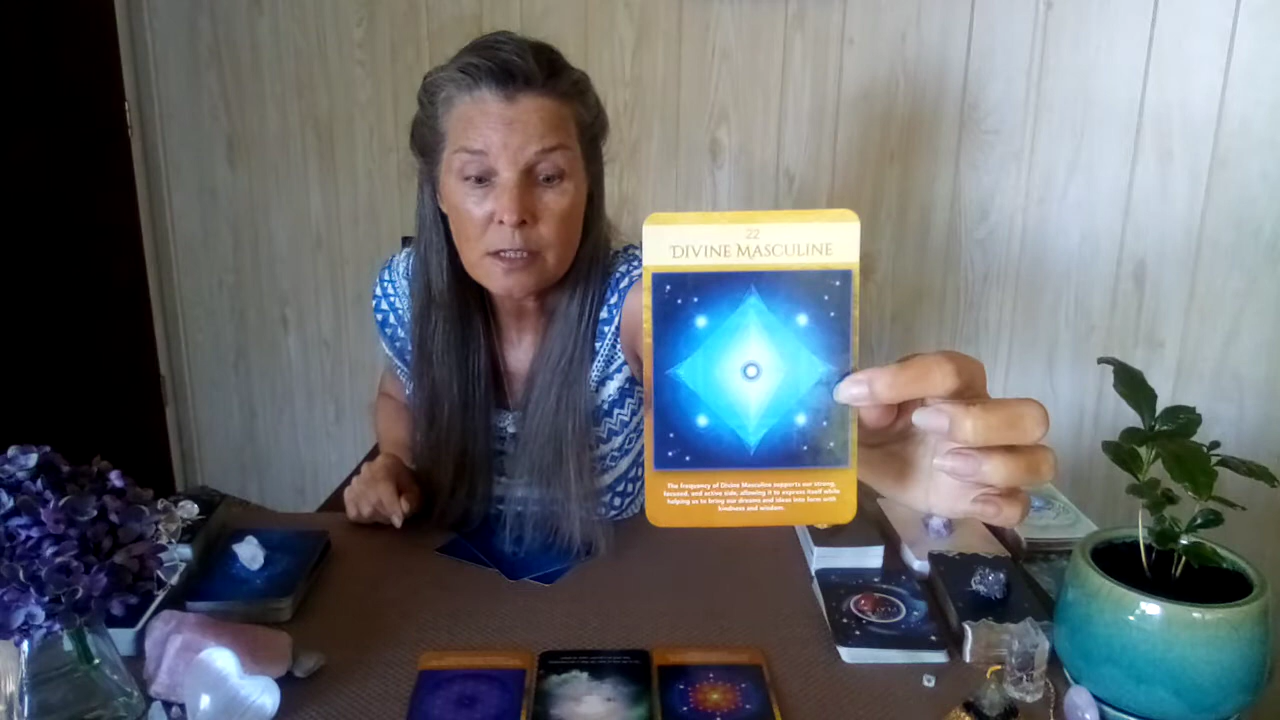 22
DIVINE MASCULINE
The frequency of Divine Masculine supports our strong,
focused, and active side, allowing it to express itself while
helping us to bring our dreams and ideas into form with
kindness and wisdom.